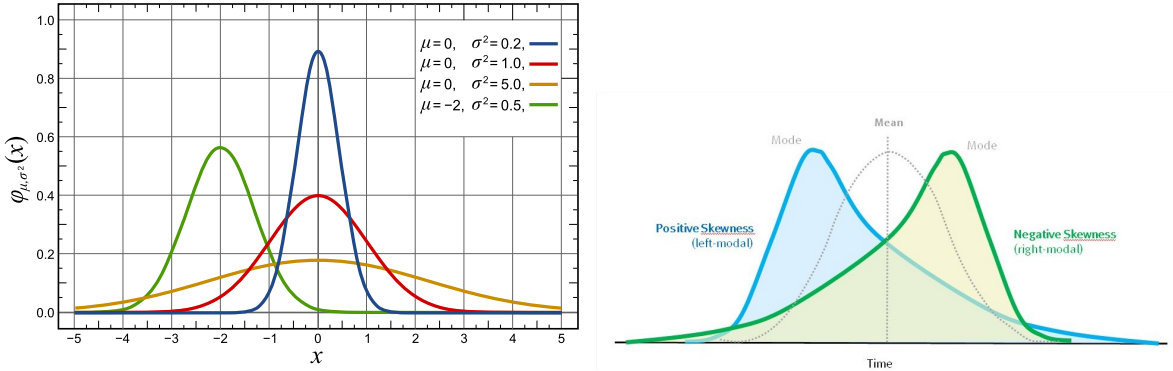 1.0
0.8
0.6
0.4
0.2
0.0
φμ,σ²(x)
μ=0, σ²=0.2,
μ=0, σ²=1.0,
μ=0, σ²=5.0,
μ=−2, σ²=0.5,
−5 −4 −3 −2 −1 0 1 2 3 4 5
x
Mean
Mode
Mode
Positive Skewness
(left-modal)
Negative Skewness
(right-modal)
Time